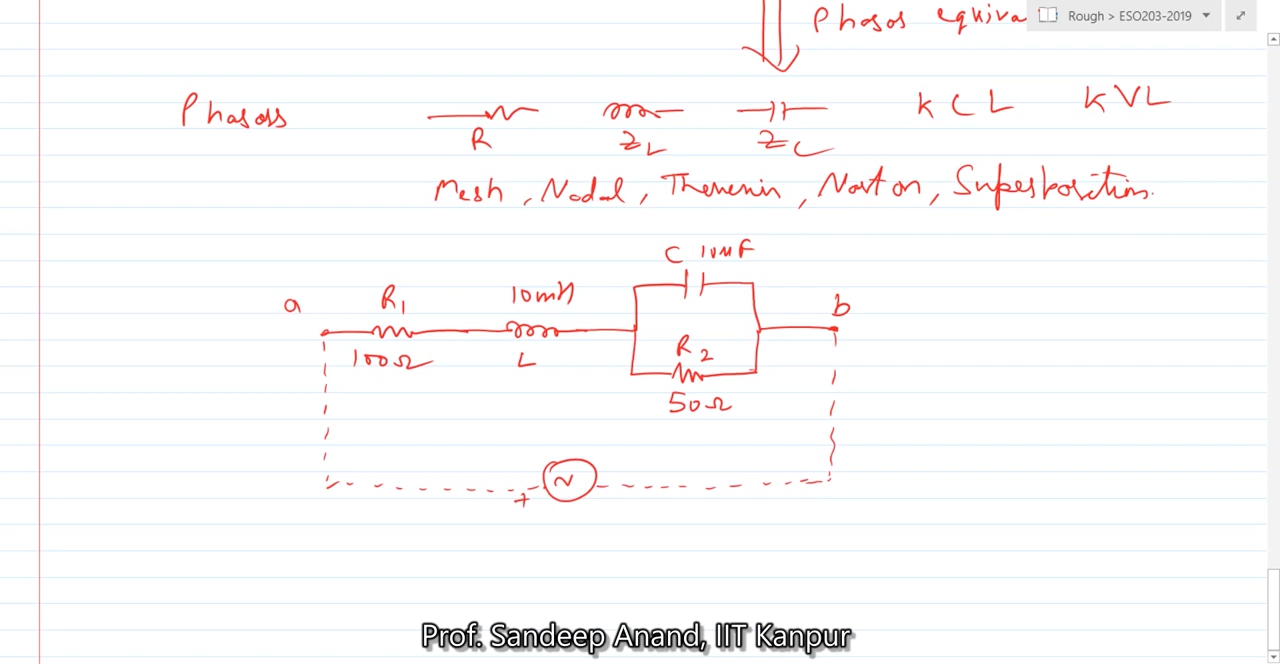 Phasor equiva
Rough > ESO203-2019
Phasors
R
ZL
ZC
KCL
KVL
Mesh, Nodal, Thevenin, Norton, Superposition.
C 10μF
a
R1
10mH
b
100Ω
L
R2
50Ω
~
+
Prof. Sandeep Anand, IIT Kanpur